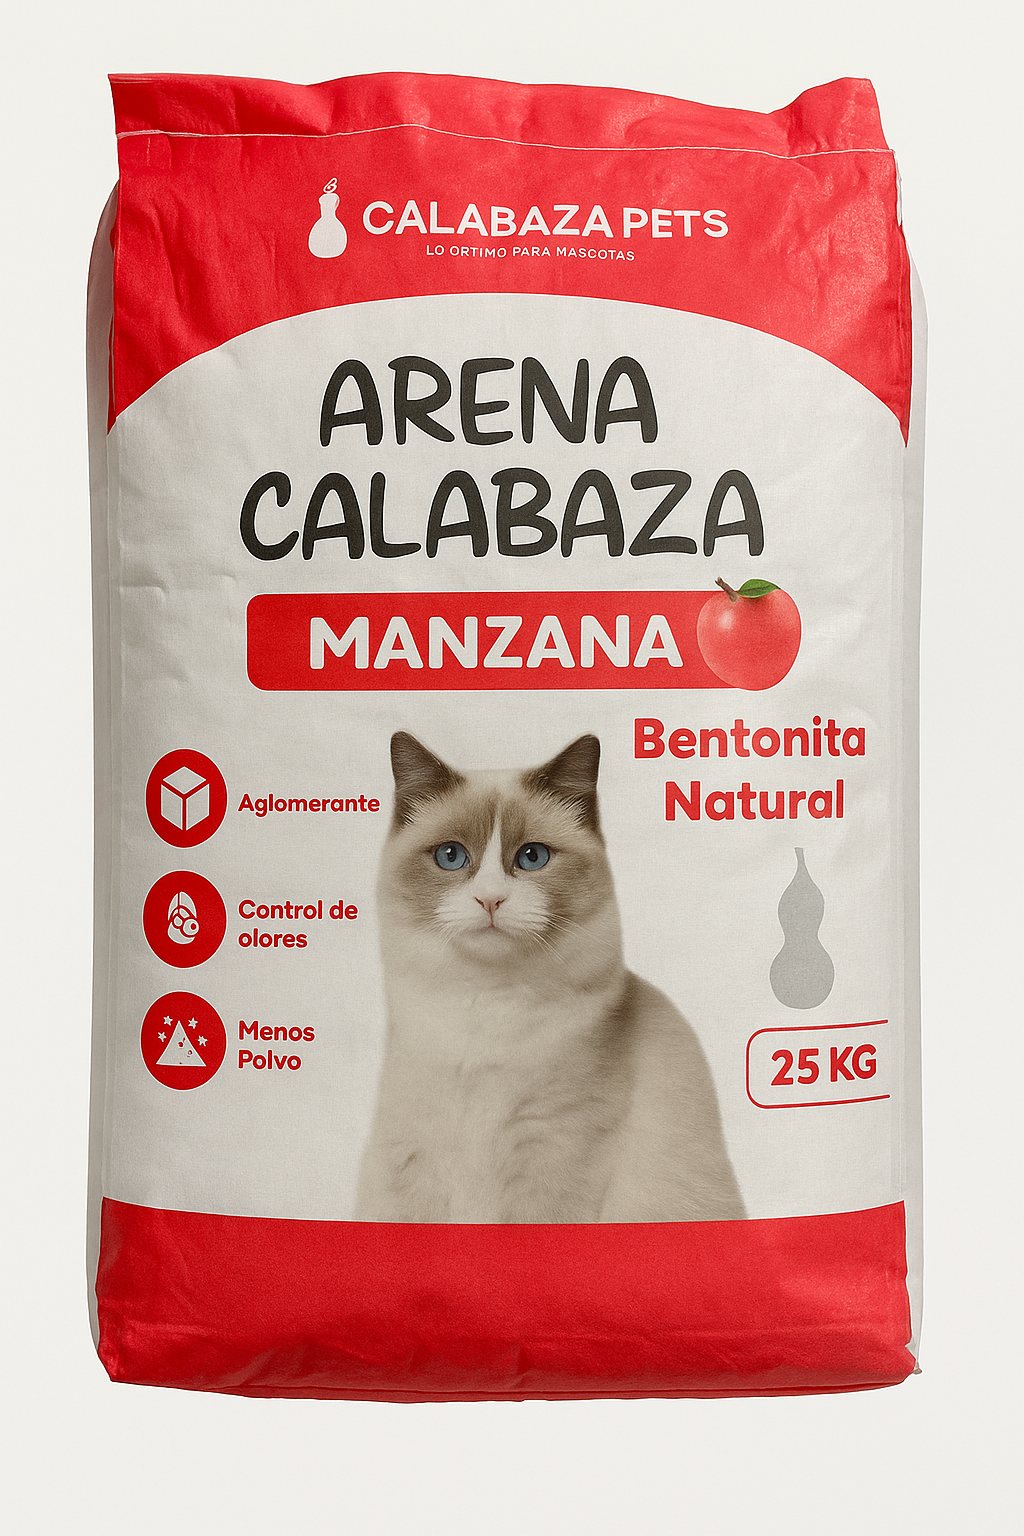 CALABAZA PETS
LO ORTIMO PARA MASCOTAS
ARENA
CALABAZA
MANZANA
Bentonita
Natural
Aglomerante
Control de
olores
Menos
Polvo
25 KG